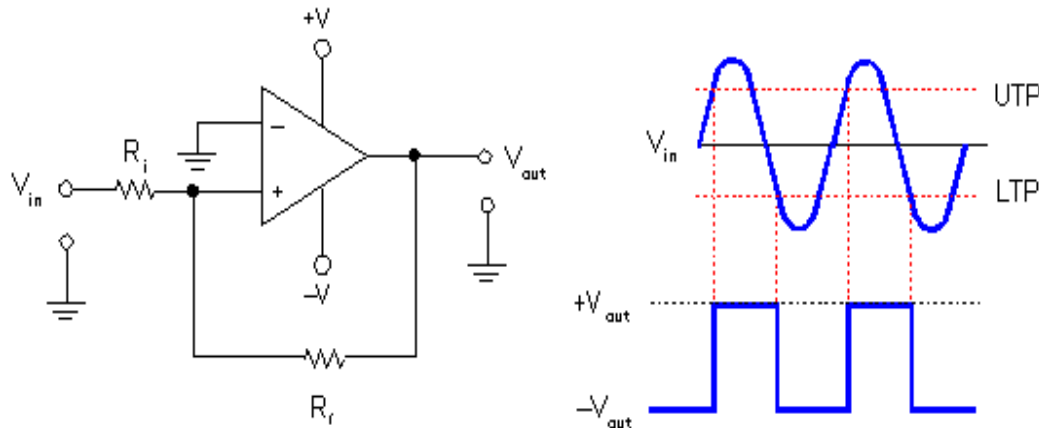 +V
−
+
R_i
V_in
V_out
−V
R_f
UTP
V_in
LTP
+V_out
−V_out